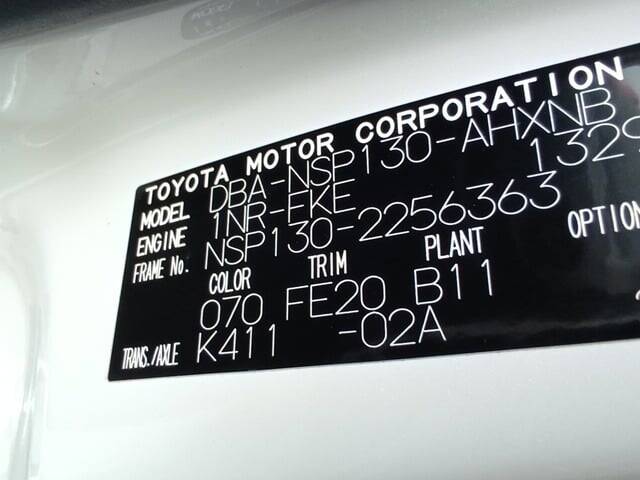 TOYOTA MOTOR CORPORATION
MODEL DBA-NSP130-AHXNB
ENGINE 1NR-FKE 1329
FRAME No. NSP130-2256363
COLOR TRIM PLANT OPTION
070 FE20 B11
TRANS./AXLE K411 -02A